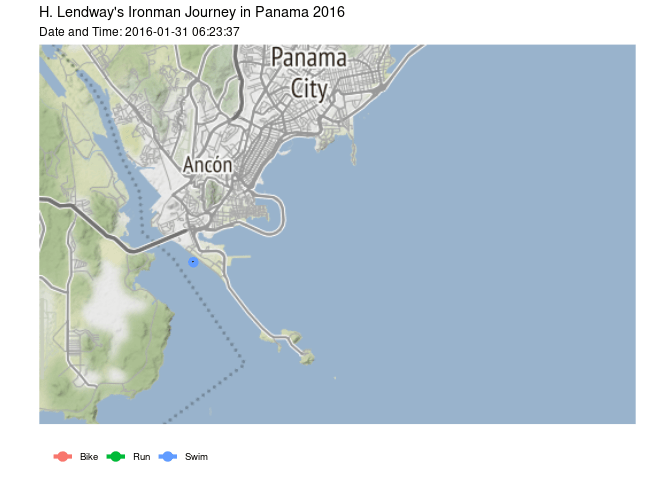 H. Lendway's Ironman Journey in Panama 2016
Date and Time: 2016-01-31 06:23:37
Panama
City
Ancón
Bike Run Swim